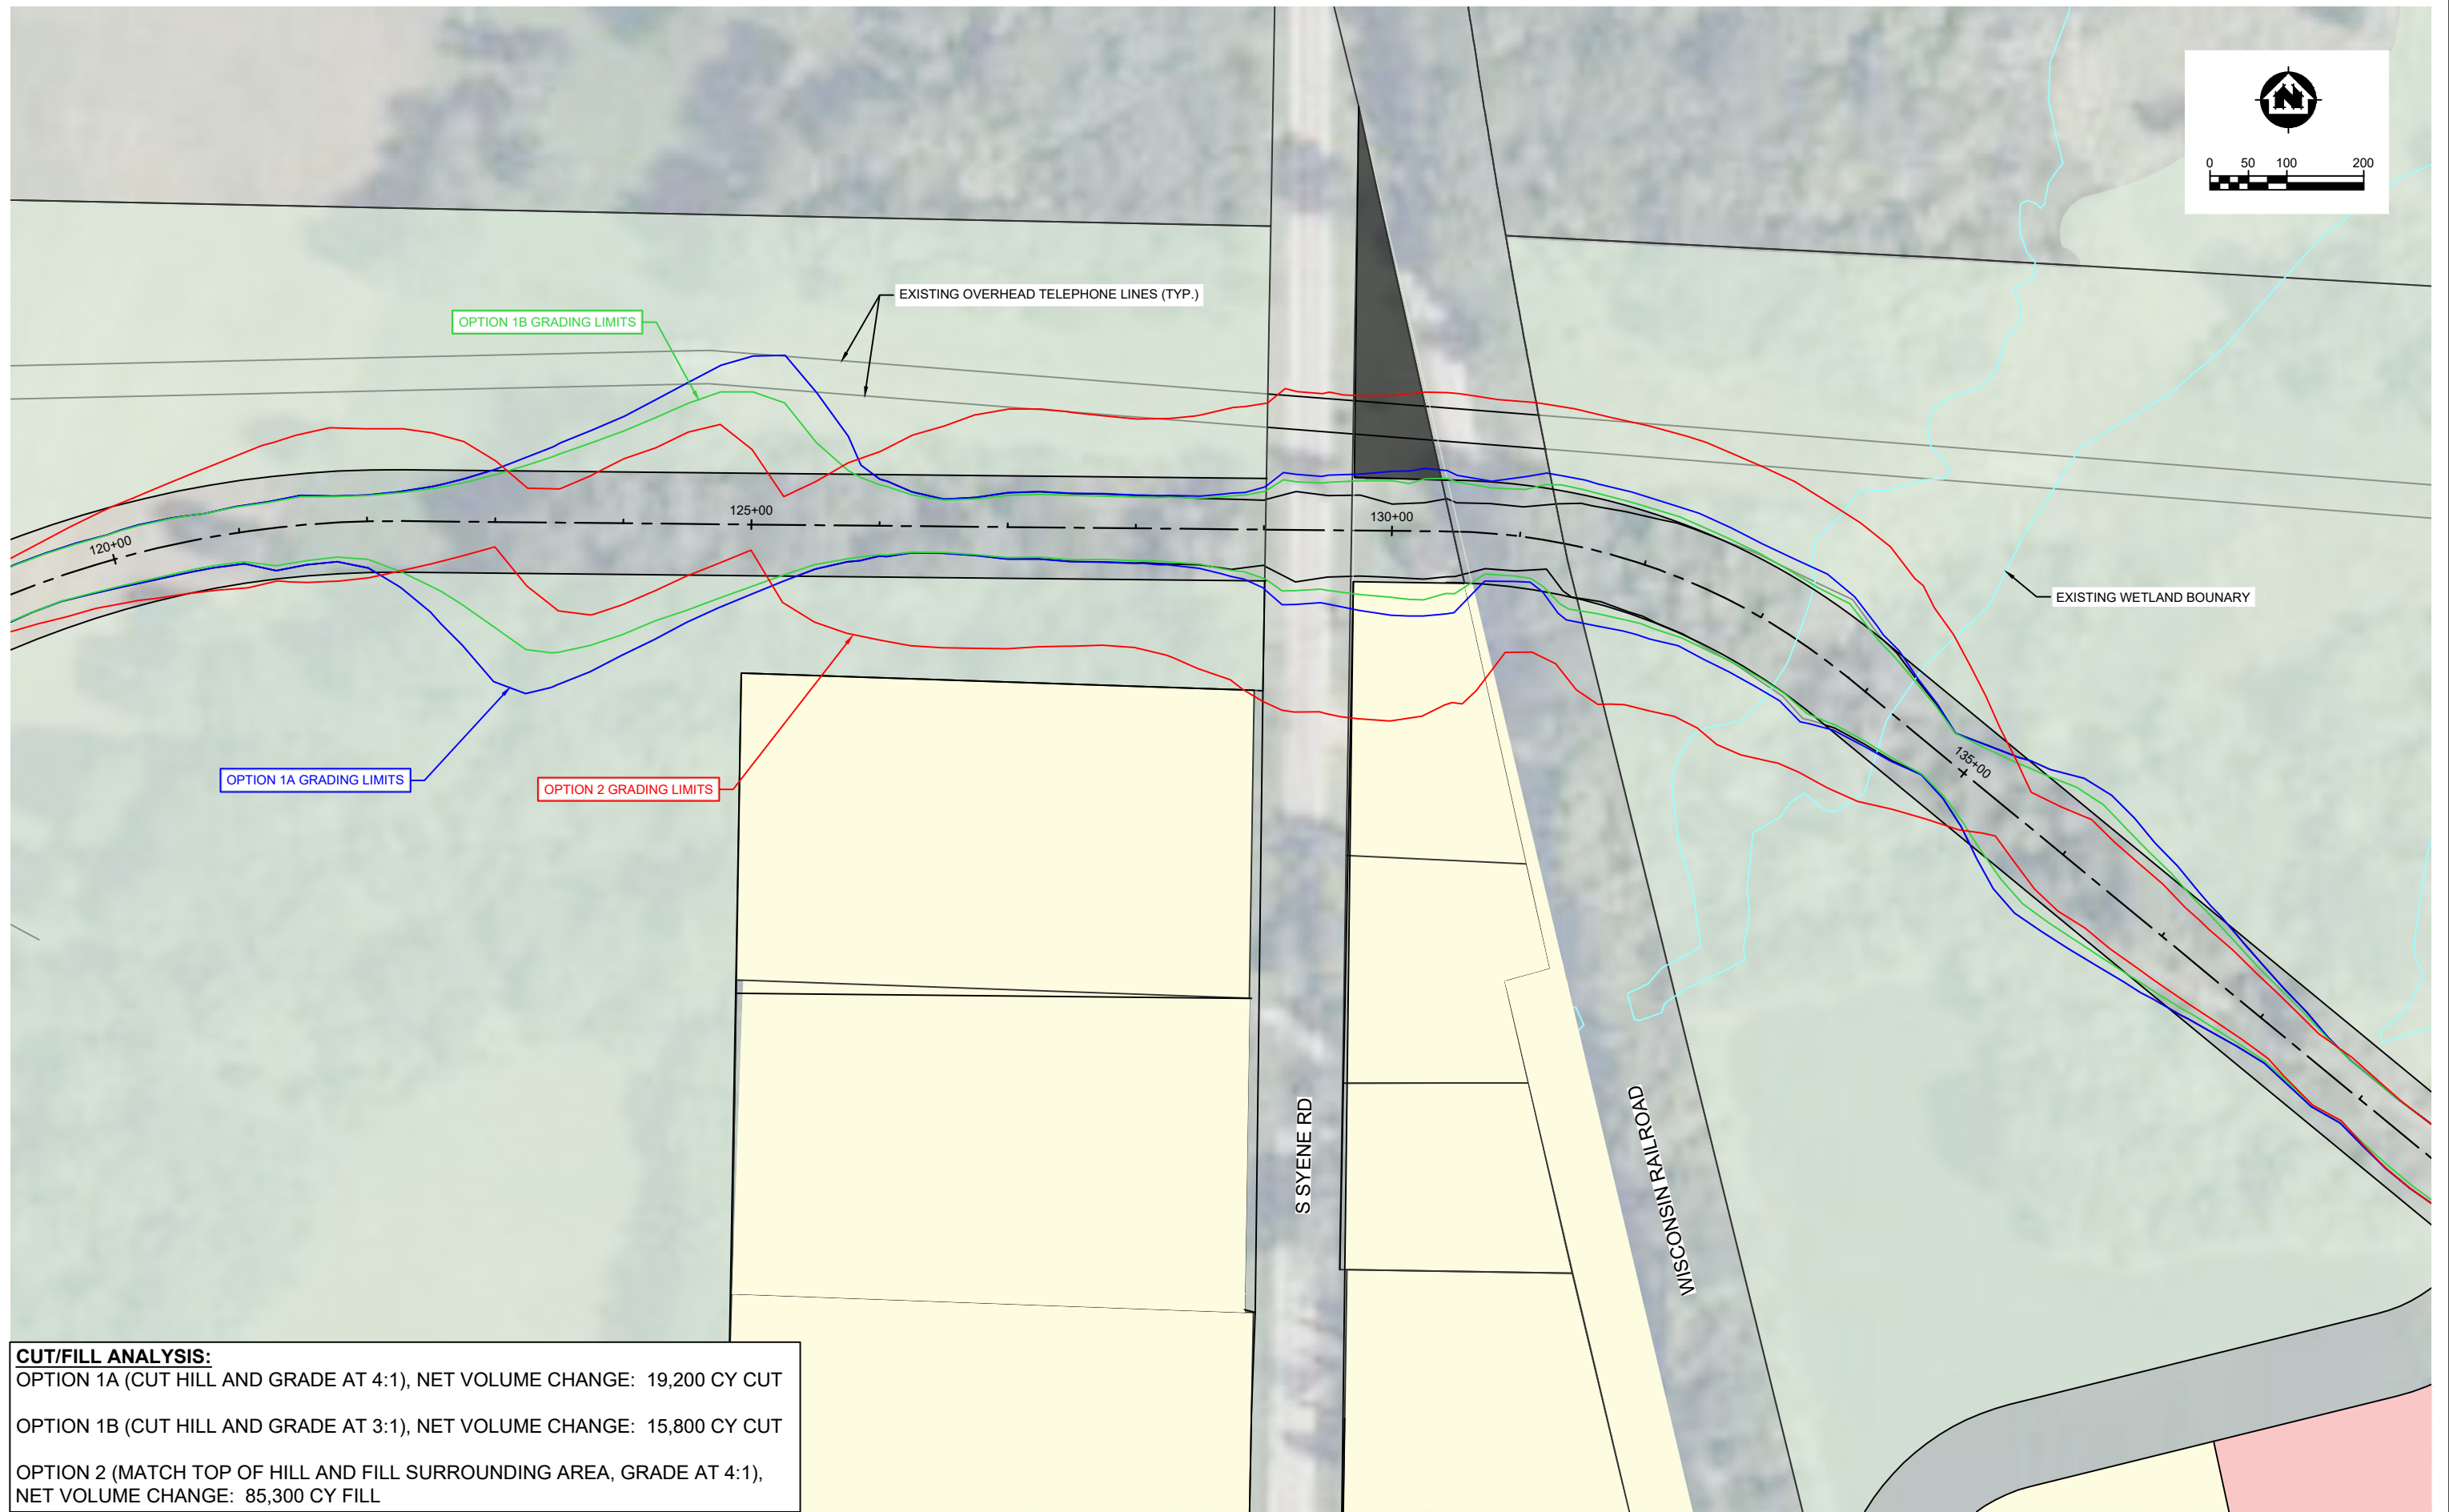 N
0 50 100 200
EXISTING OVERHEAD TELEPHONE LINES (TYP.)
OPTION 1B GRADING LIMITS
125+00
130+00
120+00
EXISTING WETLAND BOUNARY
135+00
OPTION 1A GRADING LIMITS
OPTION 2 GRADING LIMITS
S SYENE RD
WISCCONSIN RAILROAD
CUT/FILL ANALYSIS:
OPTION 1A (CUT HILL AND GRADE AT 4:1), NET VOLUME CHANGE: 19,200 CY CUT
OPTION 1B (CUT HILL AND GRADE AT 3:1), NET VOLUME CHANGE: 15,800 CY CUT
OPTION 2 (MATCH TOP OF HILL AND FILL SURROUNDING AREA, GRADE AT 4:1),
NET VOLUME CHANGE: 85,300 CY FILL